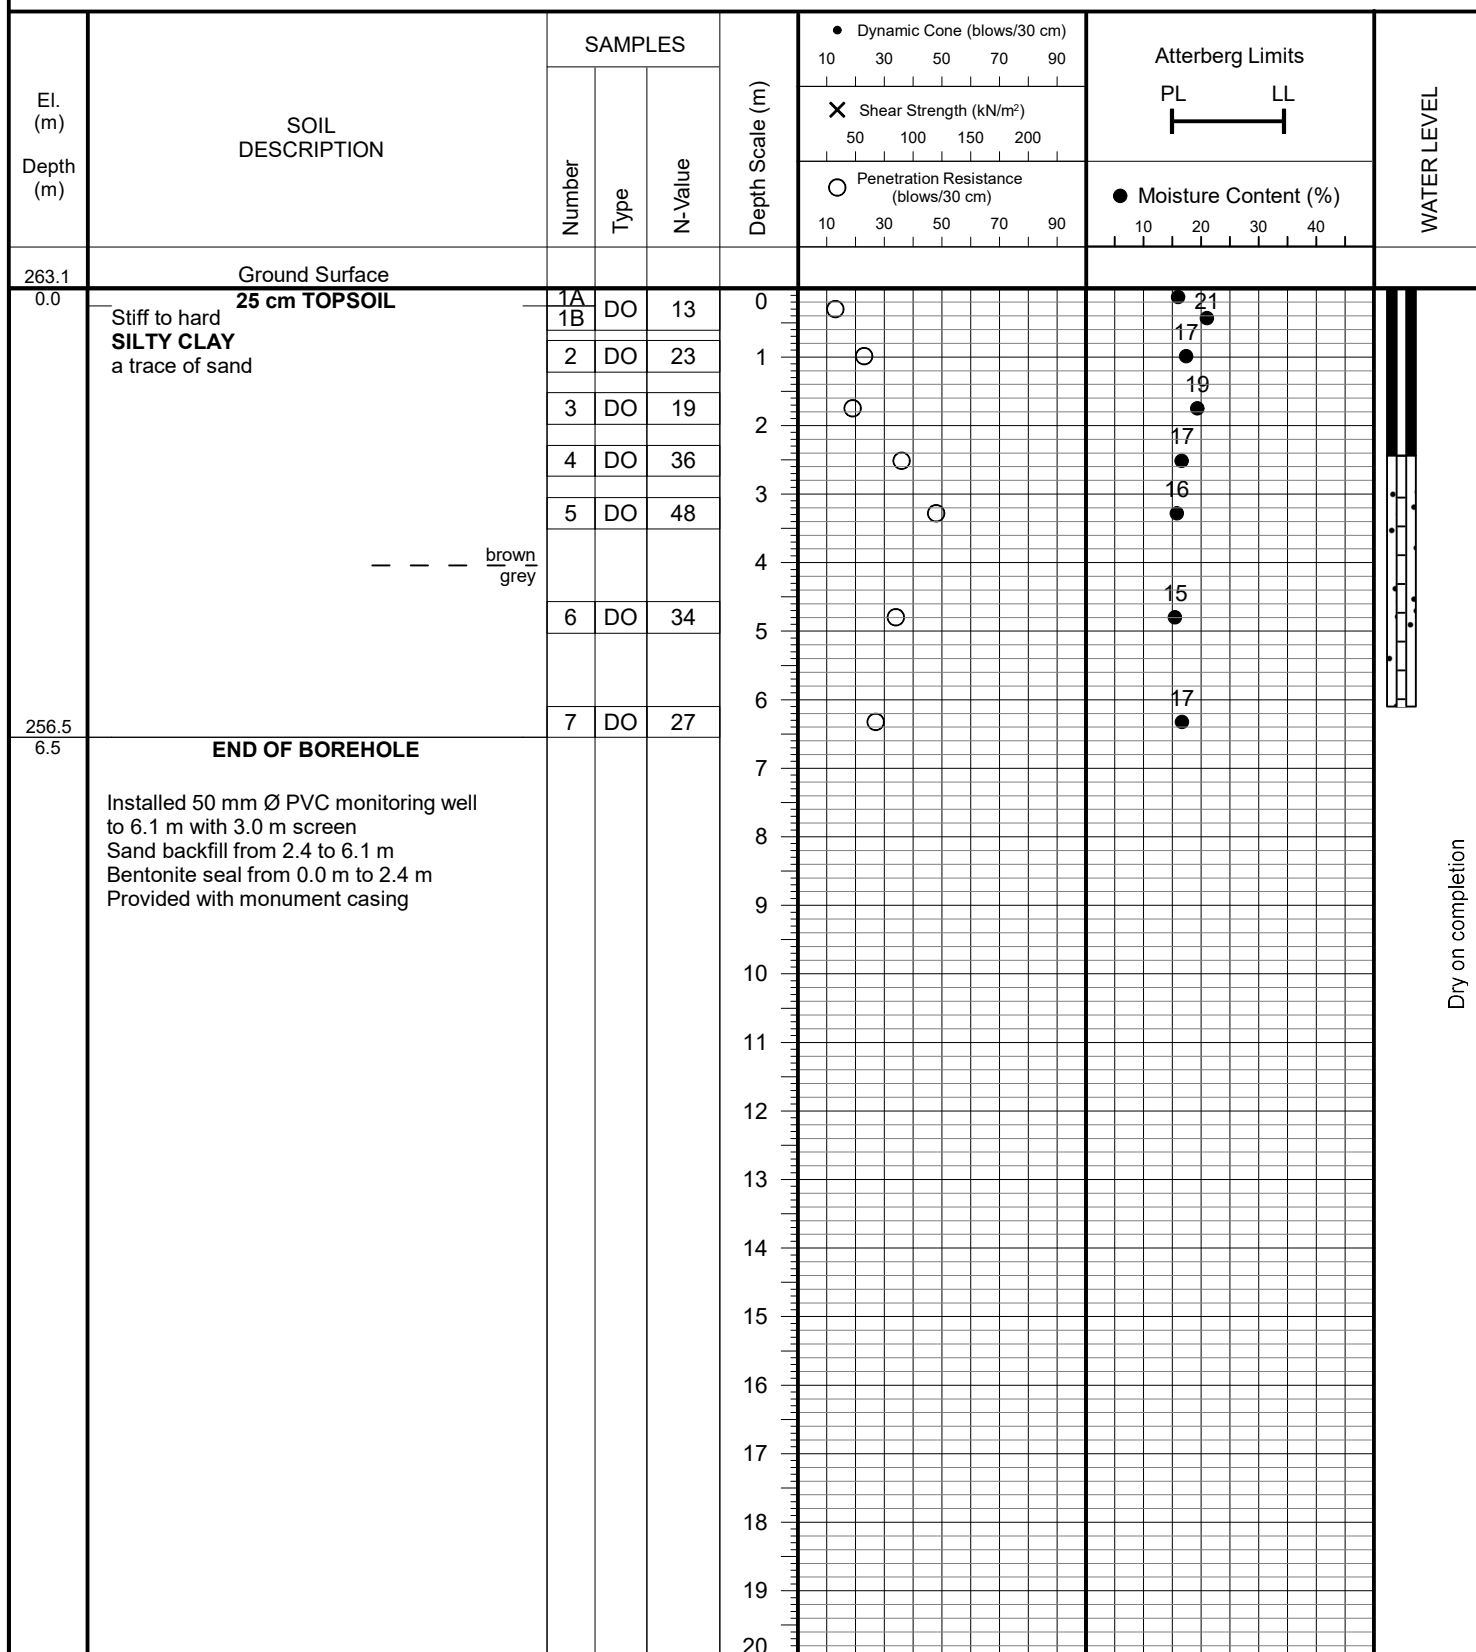 El.
(m)
Depth
(m)
SOIL
DESCRIPTION
SAMPLES
Number
Type
N-Value
Depth Scale (m)
Dynamic Cone (blows/30 cm)
10 30 50 70 90
Shear Strength (kN/m²)
50 100 150 200
Penetration Resistance
(blows/30 cm)
10 30 50 70 90
Atterberg Limits
PL LL
Moisture Content (%)
10 20 30 40
WATER LEVEL
263.1 Ground Surface
0.0 25 cm TOPSOIL
Stiff to hard
SILTY CLAY
a trace of sand
1A
1B DO 13
2 DO 23
3 DO 19
4 DO 36
5 DO 48
brown
grey
6 DO 34
7 DO 27
256.5
6.5 END OF BOREHOLE
Installed 50 mm Ø PVC monitoring well
to 6.1 m with 3.0 m screen
Sand backfill from 2.4 to 6.1 m
Bentonite seal from 0.0 m to 2.4 m
Provided with monument casing
0
1
2
3
4
5
6
7
8
9
10
11
12
13
14
15
16
17
18
19
20
21
17
19
17
16
15
17
Dry on completion